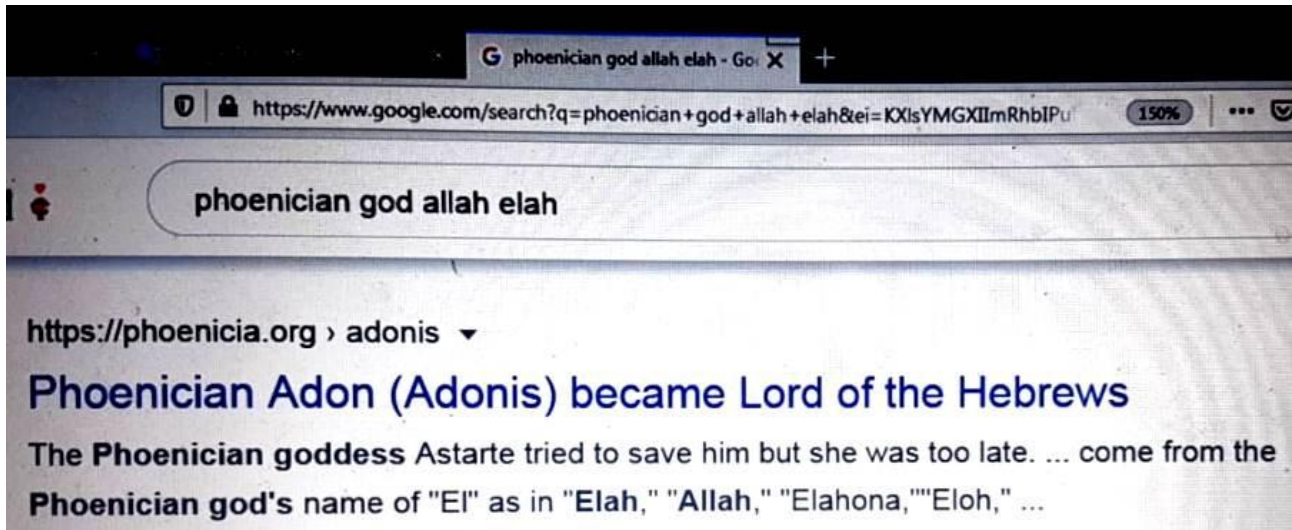 G phoenician god allah elah - Go
https://www.google.com/search?q=phoenician+god+allah+elah&ei=KXlsYMGXIImRhbIPu 150%
phoenician god allah elah
https://phoenicia.org › adonis
Phoenician Adon (Adonis) became Lord of the Hebrews
The Phoenician goddess Astarte tried to save him but she was too late. ... come from the
Phoenician god's name of "El" as in "Elah," "Allah," "Elahona,""Eloh," ...